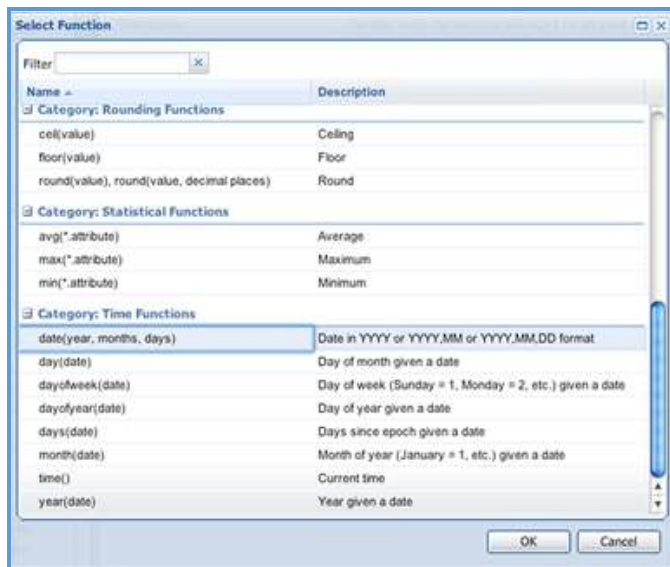 Select Function
Filter
Name Description
Category: Rounding Functions
ceil(value) Ceiling
floor(value) Floor
round(value), round(value, decimal places) Round
Category: Statistical Functions
avg(*.attribute) Average
max(*.attribute) Maximum
min(*.attribute) Minimum
Category: Time Functions
date(year, months, days) Date in YYYY or YYYY,MM or YYYY,MM,DD format
day(date) Day of month given a date
dayofweek(date) Day of week (Sunday = 1, Monday = 2, etc.) given a date
dayofyear(date) Day of year given a date
days(date) Days since epoch given a date
month(date) Month of year (January = 1, etc.) given a date
time() Current time
year(date) Year given a date
OK Cancel